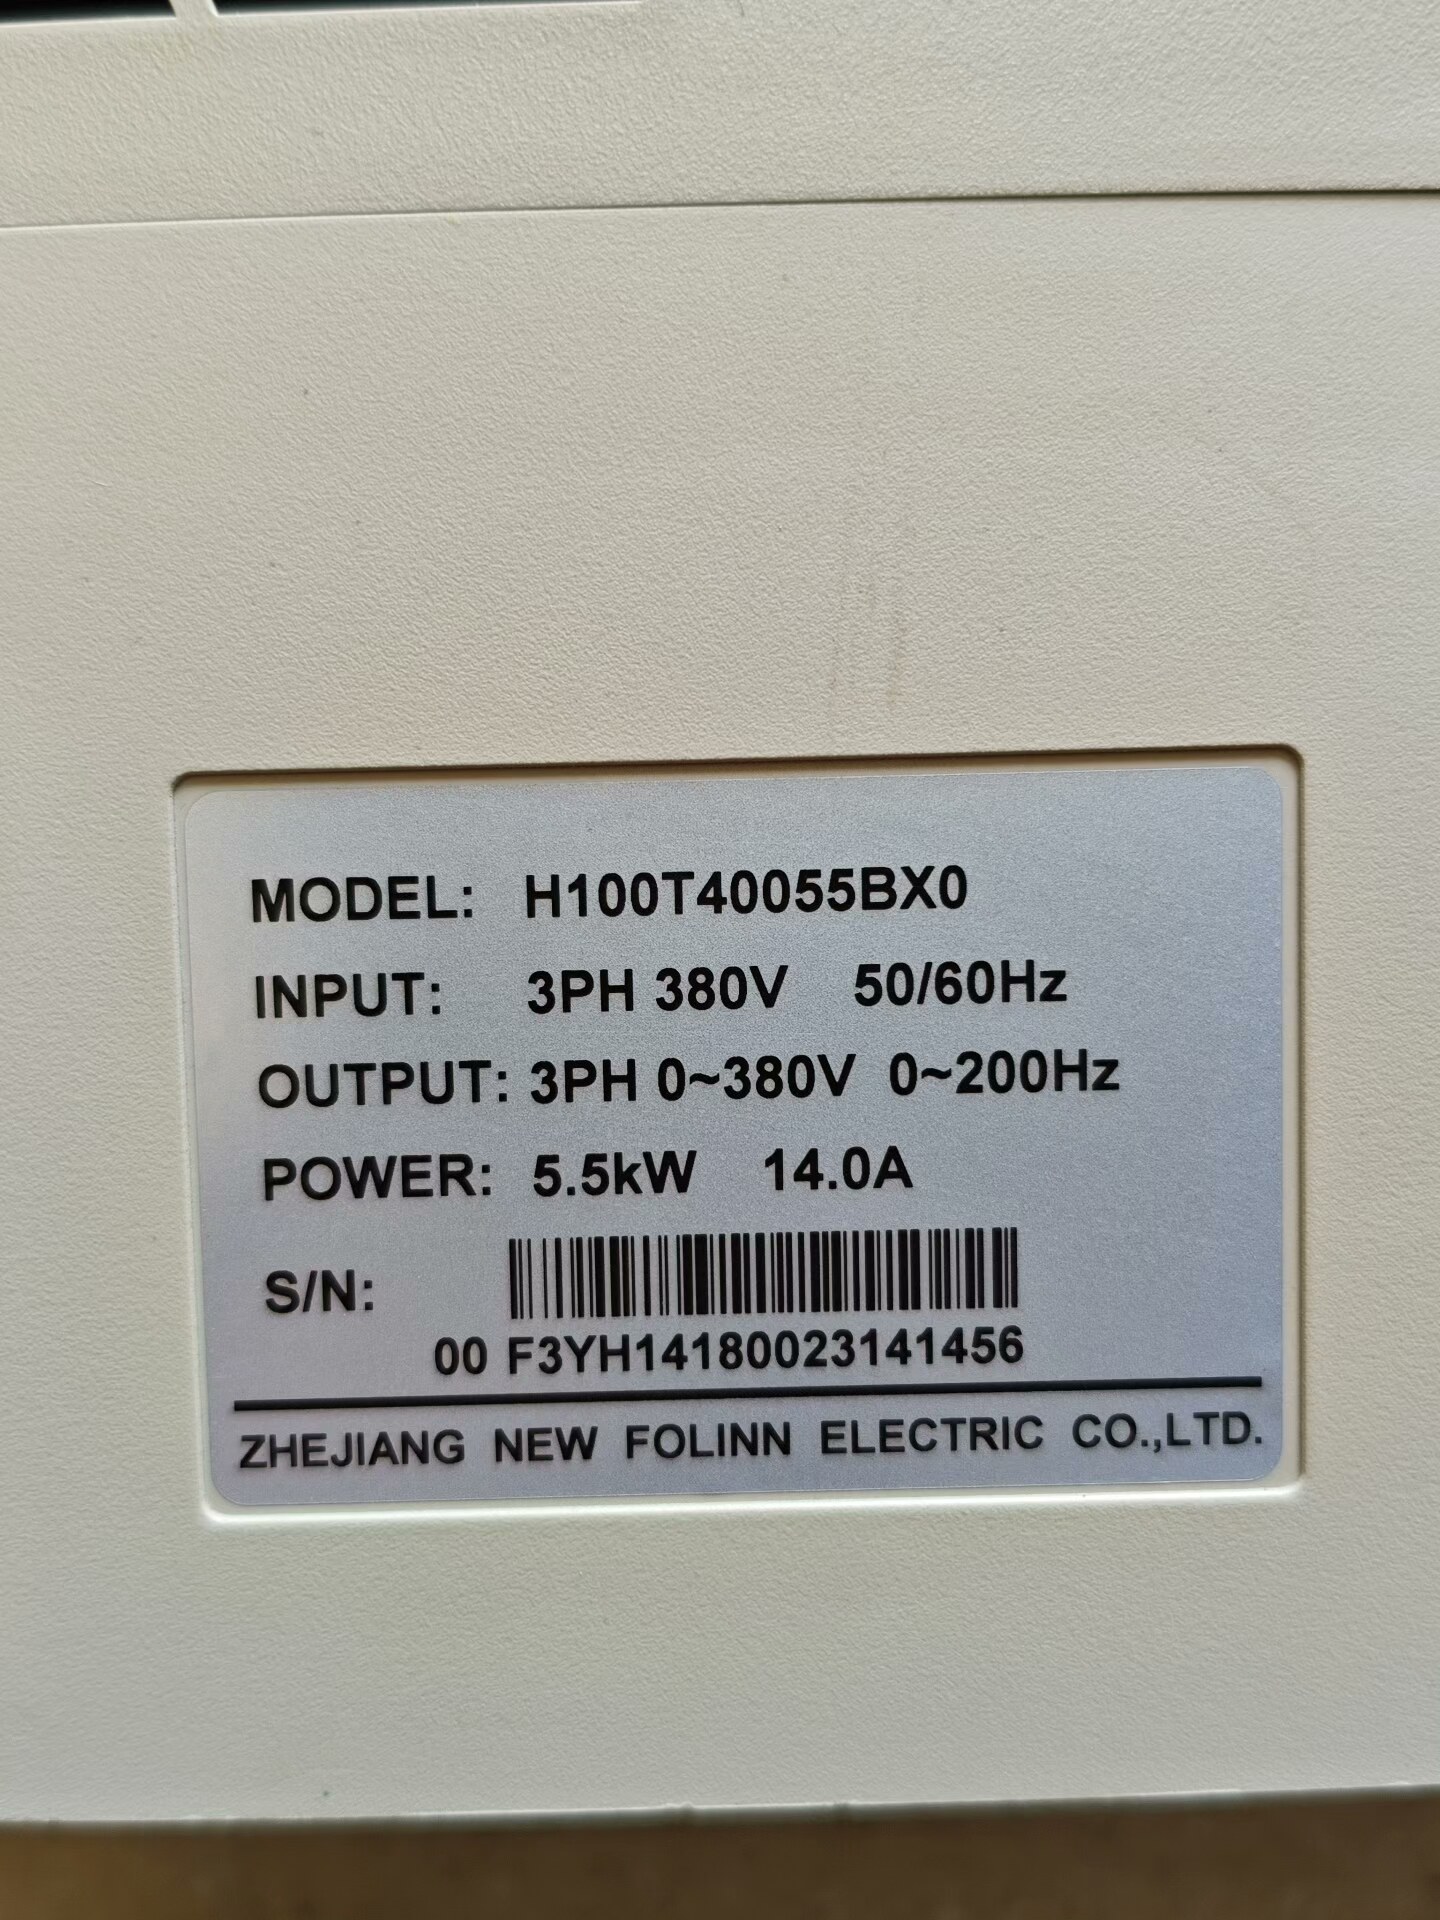 MODEL: H100T40055BX0
INPUT: 3PH 380V 50/60Hz
OUTPUT: 3PH 0~380V 0~200Hz
POWER: 5.5kW 14.0A
S/N:
00 F3YH14180023141456
ZHEJIANG NEW FOLINN ELECTRIC CO.,LTD.